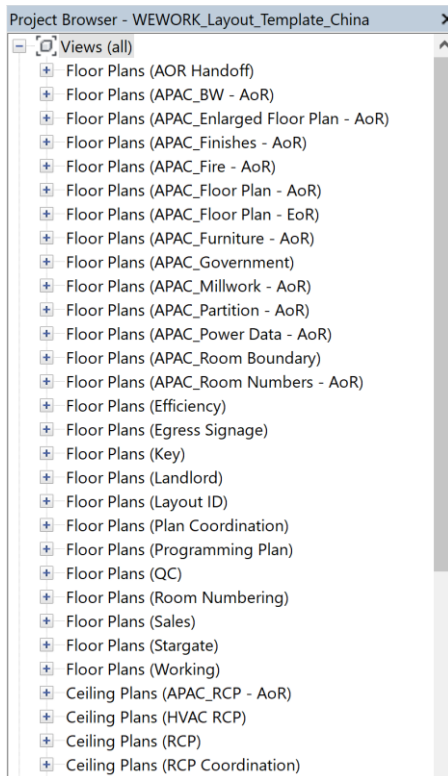 Project Browser - WEWORK_Layout_Template_China
Views (all)
Floor Plans (AOR Handoff)
Floor Plans (APAC_BW - AoR)
Floor Plans (APAC_Enlarged Floor Plan - AoR)
Floor Plans (APAC_Finishes - AoR)
Floor Plans (APAC_Fire - AoR)
Floor Plans (APAC_Floor Plan - AoR)
Floor Plans (APAC_Floor Plan - EoR)
Floor Plans (APAC_Furniture - AoR)
Floor Plans (APAC_Government)
Floor Plans (APAC_Millwork - AoR)
Floor Plans (APAC_Partition - AoR)
Floor Plans (APAC_Power Data - AoR)
Floor Plans (APAC_Room Boundary)
Floor Plans (APAC_Room Numbers - AoR)
Floor Plans (Efficiency)
Floor Plans (Egress Signage)
Floor Plans (Key)
Floor Plans (Landlord)
Floor Plans (Layout ID)
Floor Plans (Plan Coordination)
Floor Plans (Programming Plan)
Floor Plans (QC)
Floor Plans (Room Numbering)
Floor Plans (Sales)
Floor Plans (Stargate)
Floor Plans (Working)
Ceiling Plans (APAC_RCP - AoR)
Ceiling Plans (HVAC RCP)
Ceiling Plans (RCP)
Ceiling Plans (RCP Coordination)